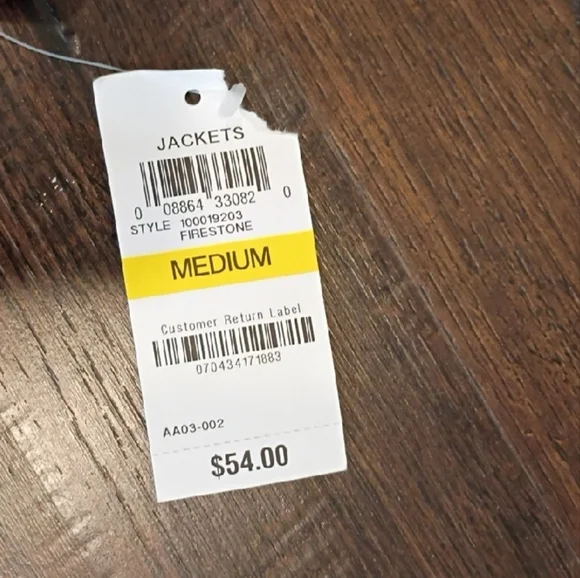 JACKETS
0 08864 33082 0
STYLE 100019203
FIRESTONE
MEDIUM
Customer Return Label
070434171883
AA03-002
$54.00